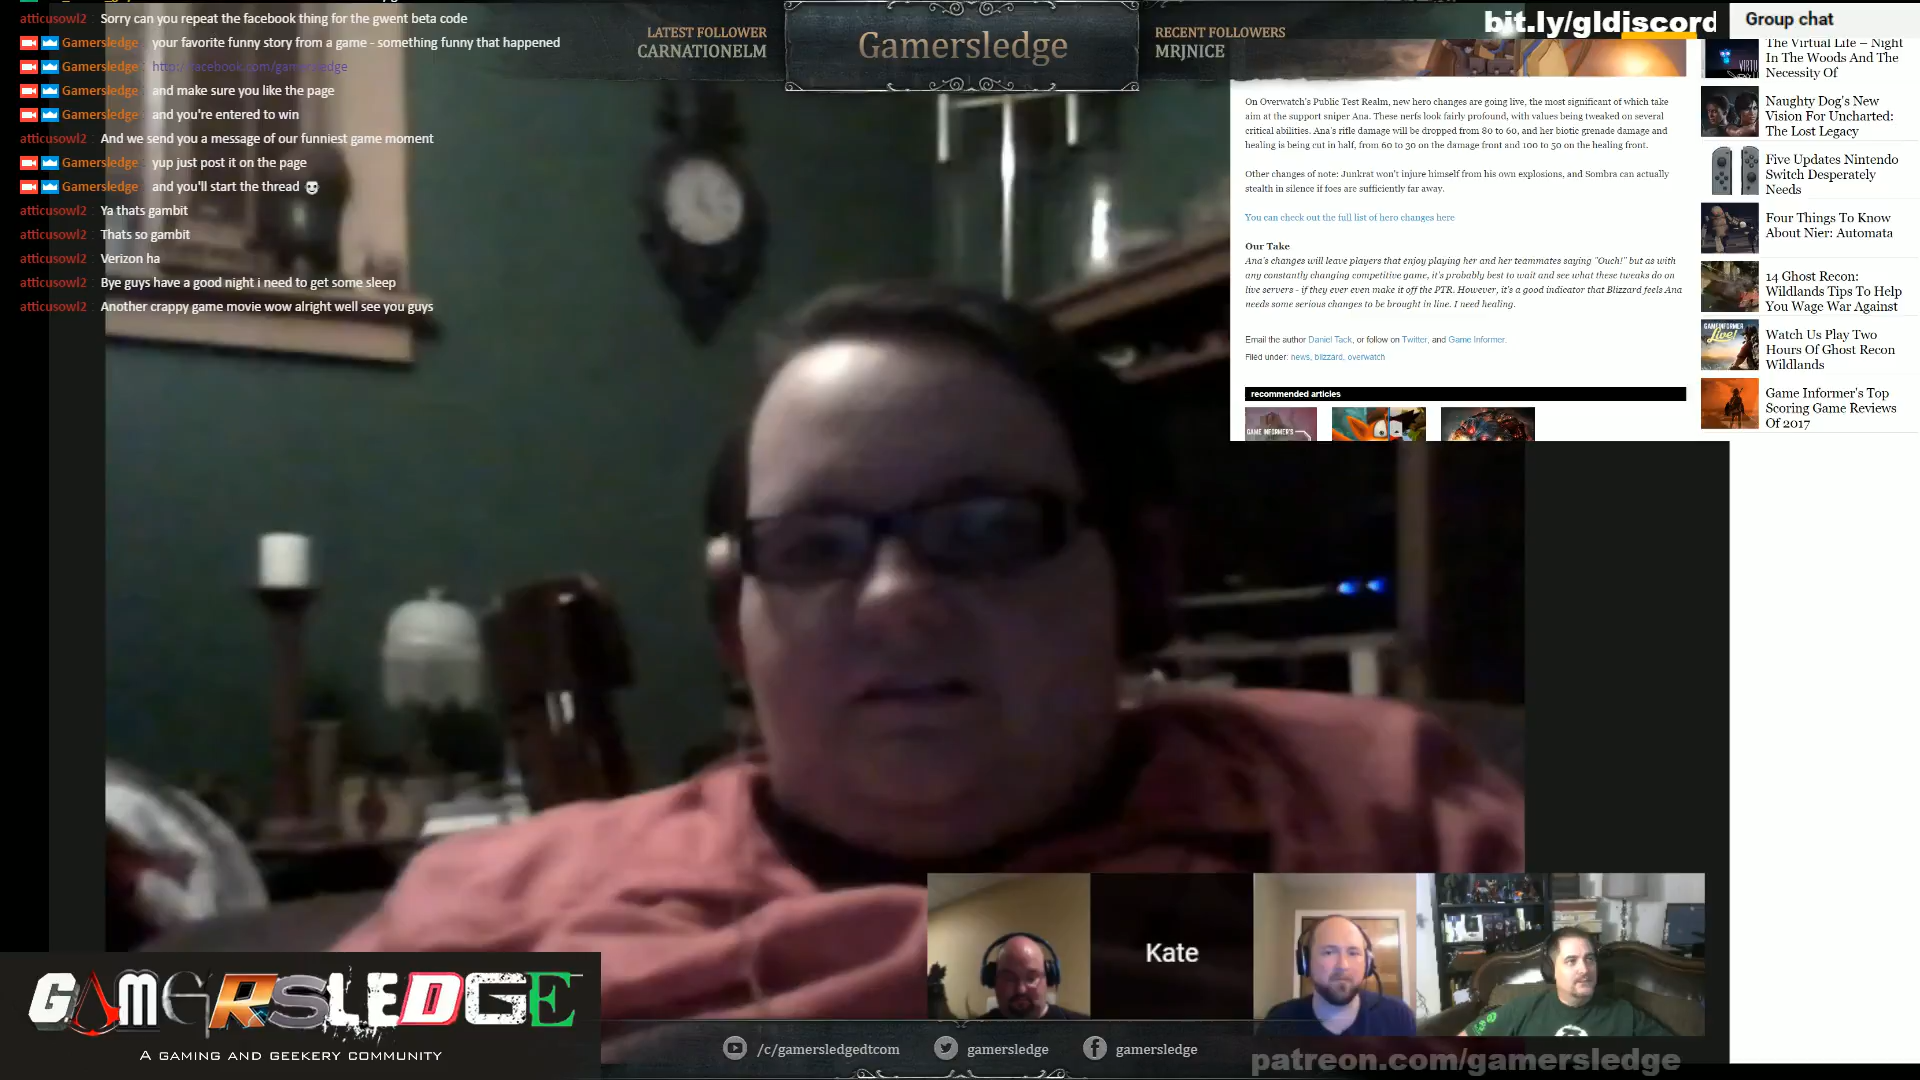 atticusowl2 : Sorry can you repeat the facebook thing for the gwent beta code
Gamersledge : your favorite funny story from a game - something funny that happened
Gamersledge : http://facebook.com/gamersledge
Gamersledge : and make sure you like the page
Gamersledge : and you're entered to win
atticusowl2 : And we send you a message of our funniest game moment
Gamersledge : yup just post it on the page
Gamersledge : and you'll start the thread
atticusowl2 : Ya thats gambit
atticusowl2 : Thats so gambit
atticusowl2 : Verizon ha
atticusowl2 : Bye guys have a good night i need to get some sleep
atticusowl2 : Another crappy game movie wow alright well see you guys
LATEST FOLLOWER
CARNATIONELM
Gamersledge
RECENT FOLLOWERS
MRJNICE
bit.ly/gldiscord
Group chat
On Overwatch's Public Test Realm, new hero changes are going live, the most significant of which take
aim at the support sniper Ana. These nerfs look fairly profound, with values being tweaked on several
critical abilities. Ana's rifle damage will be dropped from 80 to 60, and her biotic grenade damage and
healing is being cut in half, from 60 to 30 on the damage front and 100 to 50 on the healing front.
Other changes of note: Junkrat won't injure himself from his own explosions, and Sombra can actually
stealth in silence if foes are sufficiently far away.
You can check out the full list of hero changes here
Our Take
Ana's changes will leave players that enjoy playing her and her teammates saying "Ouch!" but as with
any constantly changing competitive game, it's probably best to wait and see what these tweaks do on
live servers - if they ever even make it off the PTR. However, it's a good indicator that Blizzard feels Ana
needs some serious changes to be brought in line. I need healing.
Email the author Daniel Tack, or follow on Twitter, and Game Informer.
Filed under: news, blizzard, overwatch
recommended articles
GAME INFORMER'S
The Virtual Life – Night
In The Woods And The
Necessity Of
Naughty Dog's New
Vision For Uncharted:
The Lost Legacy
Five Updates Nintendo
Switch Desperately
Needs
Four Things To Know
About Nier: Automata
14 Ghost Recon:
Wildlands Tips To Help
You Wage War Against
GAMEINFORMER
Live!
Watch Us Play Two
Hours Of Ghost Recon
Wildlands
Game Informer's Top
Scoring Game Reviews
Of 2017
Kate
GAMERSLEDGE
A GAMING AND GEEKERY COMMUNITY
/c/gamersledgedtcom
gamersledge
gamersledge
patreon.com/gamersledge